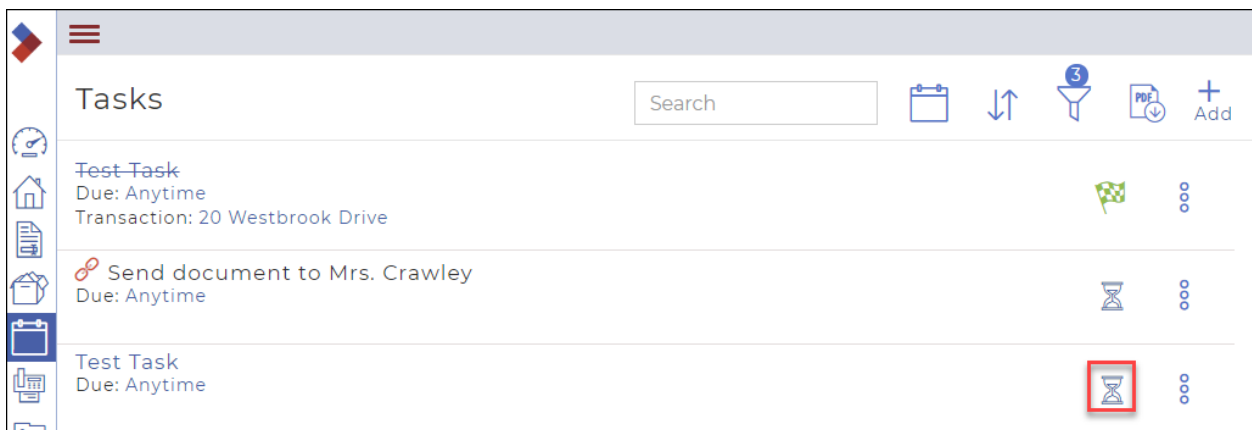 Tasks
Search
3
PDF
Add
Test Task
Due: Anytime
Transaction: 20 Westbrook Drive
Send document to Mrs. Crawley
Due: Anytime
Test Task
Due: Anytime